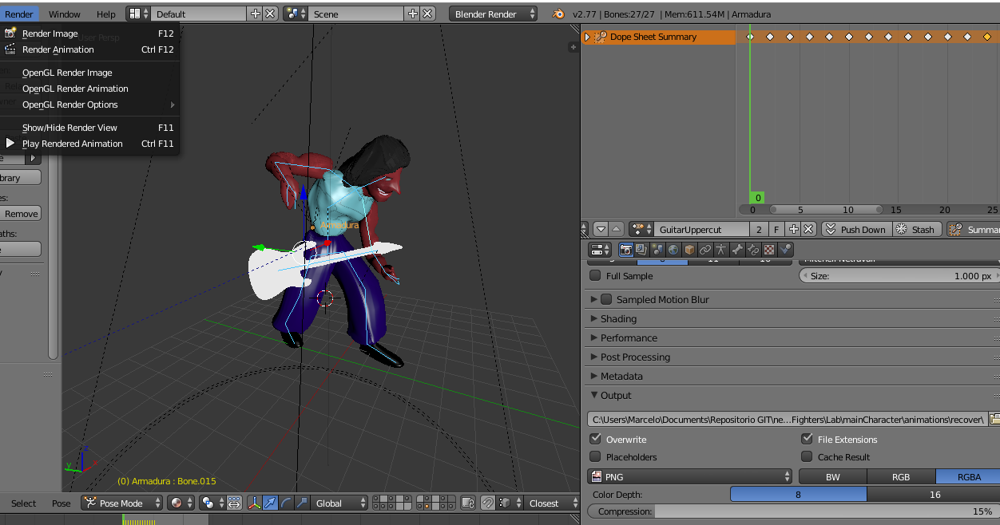 Render Window Help Default Scene Blender Render v2.77 | Bones:27/27 | Mem:611.54M | Armadura
Render Image F12
User Persp
Render Animation Ctrl F12
OpenGL Render Image
OpenGL Render Animation
OpenGL Render Options
Show/Hide Render View F11
Play Rendered Animation Ctrl F11
Remove
Armadura
(0) Armadura : Bone.015
z
y
x
Select Pose Pose Mode Global Closest
Dope Sheet Summary
0
0 5 10 15 20 25
GuitarUppercut 2 F Push Down Stash Summar
Full Sample Size: 1.000 px
Sampled Motion Blur
Shading
Performance
Post Processing
Metadata
Output
C:\Users\Marcelo\Documents\Repositorio GIT\ne...Fighters\Lab\mainCharacter\animations\recover\
Overwrite File Extensions
Placeholders Cache Result
PNG BW RGB RGBA
Color Depth: 8 16
Compression: 15%